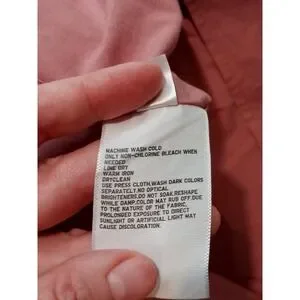 MACHINE WASH COLD
ONLY NON-CHLORINE BLEACH WHEN
NEEDED
LINE DRY
WARM IRON
DRYCLEAN
USE PRESS CLOTH,WASH DARK COLORS
SEPARATELY.NO OPTICAL
BRIGHTENERS.DO NOT SOAK.RESHAPE
WHILE DAMP.COLOR MAY RUB OFF.DUE
TO THE NATURE OF THE FABRIC,
PROLONGED EXPOSURE TO DIRECT
SUNLIGHT OR ARTIFICIAL LIGHT MAY
CAUSE DISCOLORATION.